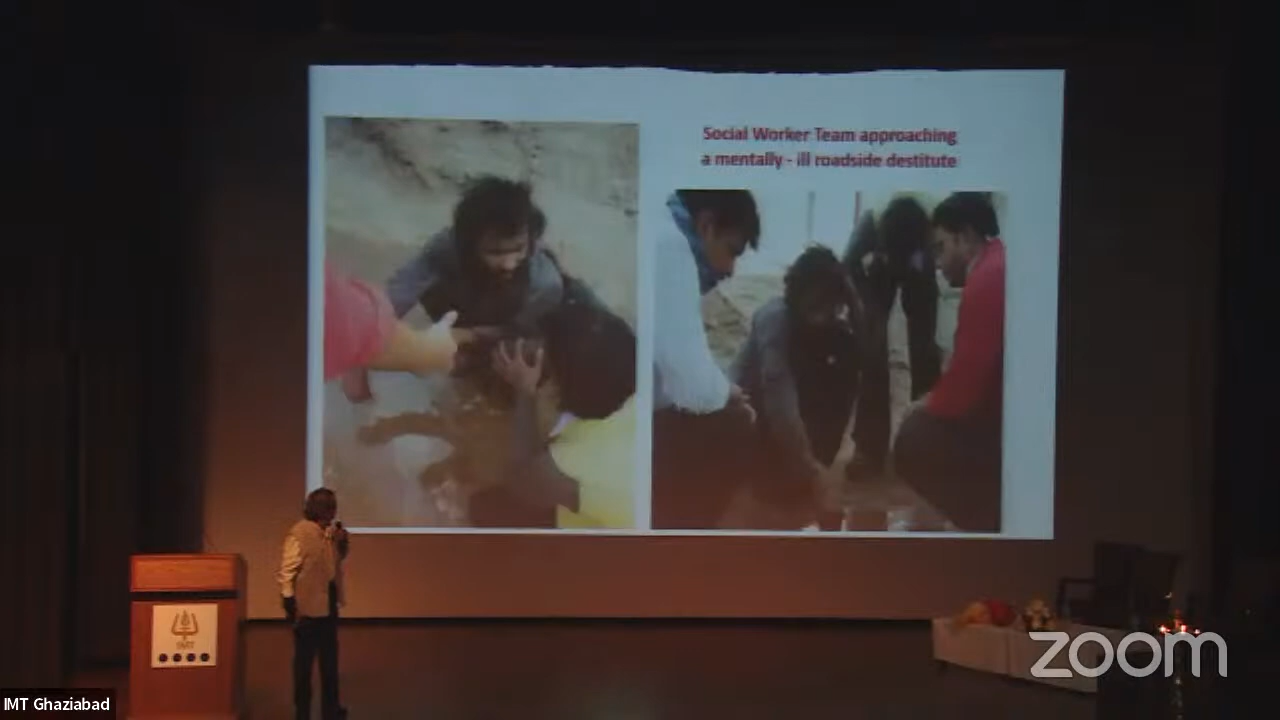 Social Worker Team approaching
a mentally - ill roadside destitute
zoom
IMT Ghaziabad